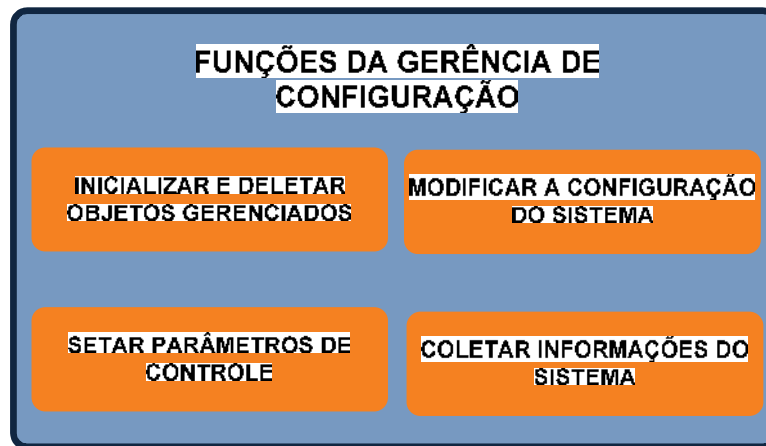 FUNÇÕES DA GERÊNCIA DE
CONFIGURAÇÃO
INICIALIZAR E DELETAR
OBJETOS GERENCIADOS
MODIFICAR A CONFIGURAÇÃO
DO SISTEMA
SETAR PARÂMETROS DE
CONTROLE
COLETAR INFORMAÇÕES DO
SISTEMA